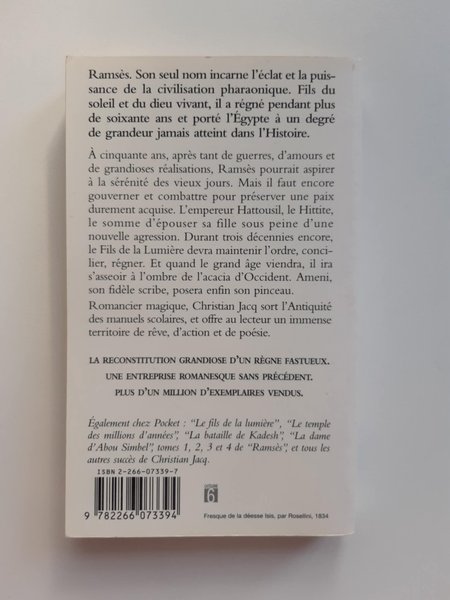 Ramsès. Son seul nom incarne l'éclat et la puis-
sance de la civilisation pharaonique. Fils du
soleil et du dieu vivant, il a régné pendant plus
de soixante ans et porté l'Égypte à un degré
de grandeur jamais atteint dans l'Histoire.
À cinquante ans, après tant de guerres, d'amours et
de grandioses réalisations, Ramsès pourrait aspirer
à la sérénité des vieux jours. Mais il faut encore
gouverner et combattre pour préserver une paix
durement acquise. L'empereur Hattousil, le Hittite,
le somme d'épouser sa fille sous peine d'une
nouvelle agression. Durant trois décennies encore,
le Fils de la Lumière devra maintenir l'ordre, conci-
lier, régner. Et quand le grand âge viendra, il ira
s'asseoir à l'ombre de l'acacia d'Occident. Ameni,
son fidèle scribe, posera enfin son pinceau.
Romancier magique, Christian Jacq sort l'Antiquité
des manuels scolaires, et offre au lecteur un immense
territoire de rêve, d'action et de poésie.
LA RECONSTITUTION GRANDIOSE D'UN RÈGNE FASTUEUX.
UNE ENTREPRISE ROMANESQUE SANS PRÉCÉDENT.
PLUS D'UN MILLION D'EXEMPLAIRES VENDUS.
Également chez Pocket : "Le fils de la lumière", "Le temple
des millions d'années", "La bataille de Kadesh", "La dame
d'Abou Simbel", tomes 1, 2, 3 et 4 de "Ramsès", et tous les
autres succès de Christian Jacq.
ISBN 2-266-07339-7
9 782266 073394
6
Fresque de la déesse Isis, par Rosellini, 1834